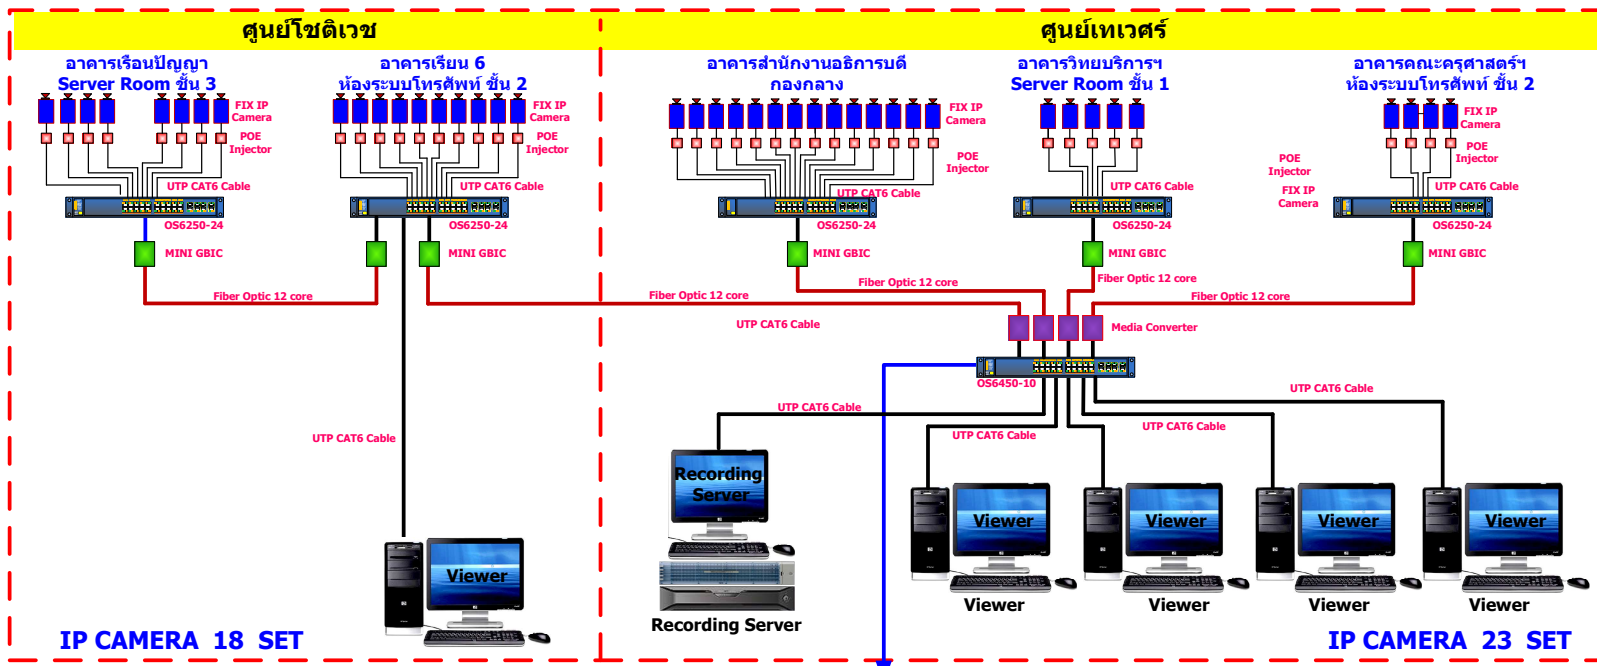 ศูนย์โชติเวช
ศูนย์เทเวศร์
อาคารเรือนปัญญา
Server Room ชั้น 3
อาคารเรียน 6
ห้องระบบโทรศัพท์ ชั้น 2
อาคารสำนักงานอธิการบดี
กองกลาง
อาคารวิทยบริการฯ
Server Room ชั้น 1
อาคารคณะครุศาสตร์ฯ
ห้องระบบโทรศัพท์ ชั้น 2
FIX IP
Camera
POE
Injector
UTP CAT6 Cable
OS6250-24
MINI GBIC
FIX IP
Camera
POE
Injector
UTP CAT6 Cable
OS6250-24
MINI GBIC
FIX IP
Camera
POE
Injector
UTP CAT6 Cable
OS6250-24
MINI GBIC
UTP CAT6 Cable
OS6250-24
MINI GBIC
POE
Injector
FIX IP
Camera
FIX IP
Camera
POE
Injector
UTP CAT6 Cable
OS6250-24
MINI GBIC
Fiber Optic 12 core
Fiber Optic 12 core
Fiber Optic 12 core
Fiber Optic 12 core
Fiber Optic 12 core
UTP CAT6 Cable
Media Converter
OS6450-10
UTP CAT6 Cable
UTP CAT6 Cable
UTP CAT6 Cable
UTP CAT6 Cable
UTP CAT6 Cable
Recording
Server
Recording Server
Viewer
Viewer
Viewer
Viewer
Viewer
Viewer
Viewer
Viewer
Viewer
IP CAMERA 18 SET
IP CAMERA 23 SET